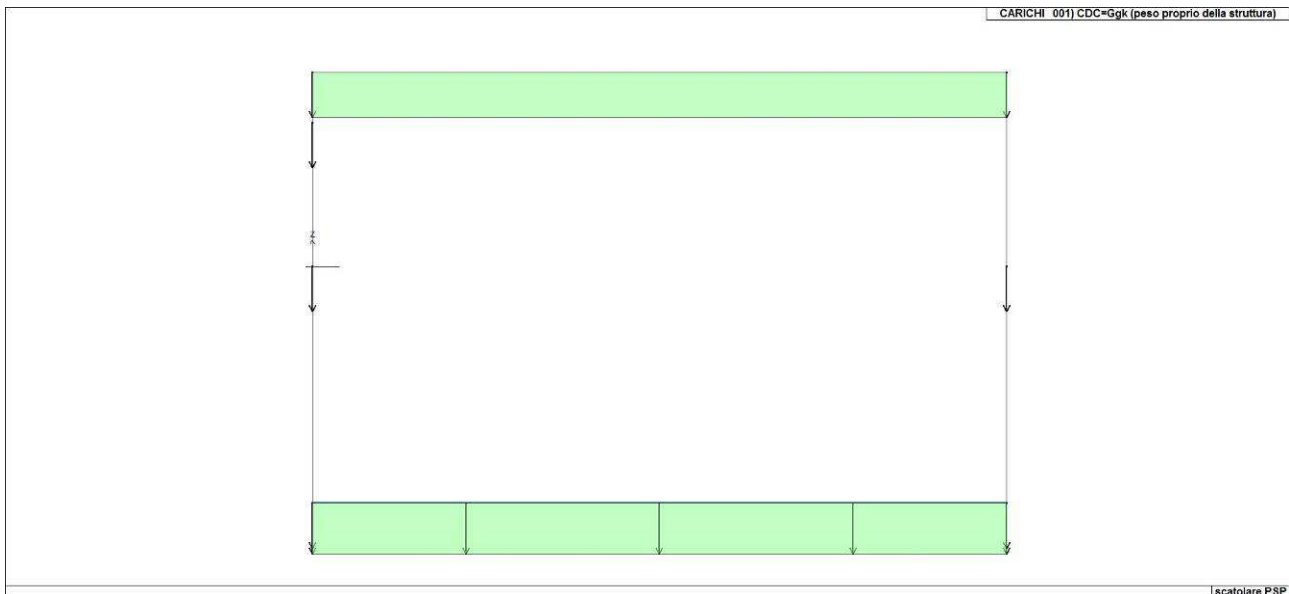 CARICHI 001) CDC=Ggk (peso proprio della struttura)
Z
scatolare PSP